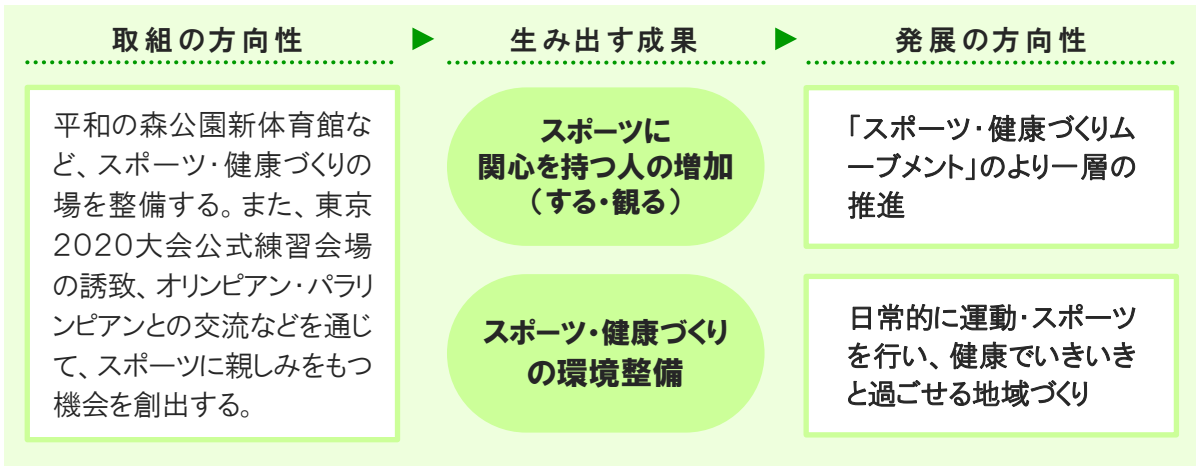 取組の方向性
▶
生み出す成果
▶
発展の方向性
平和の森公園新体育館な
ど、スポーツ・健康づくりの
場を整備する。また、東京
2020大会公式練習会場
の誘致、オリンピアン・パラリ
ンピアンとの交流などを通じ
て、スポーツに親しみをもつ
機会を創出する。
スポーツに
関心を持つ人の増加
（する・観る）
スポーツ・健康づくり
の環境整備
「スポーツ・健康づくりム
ーブメント」のより一層の
推進
日常的に運動・スポーツ
を行い、健康でいきいき
と過ごせる地域づくり